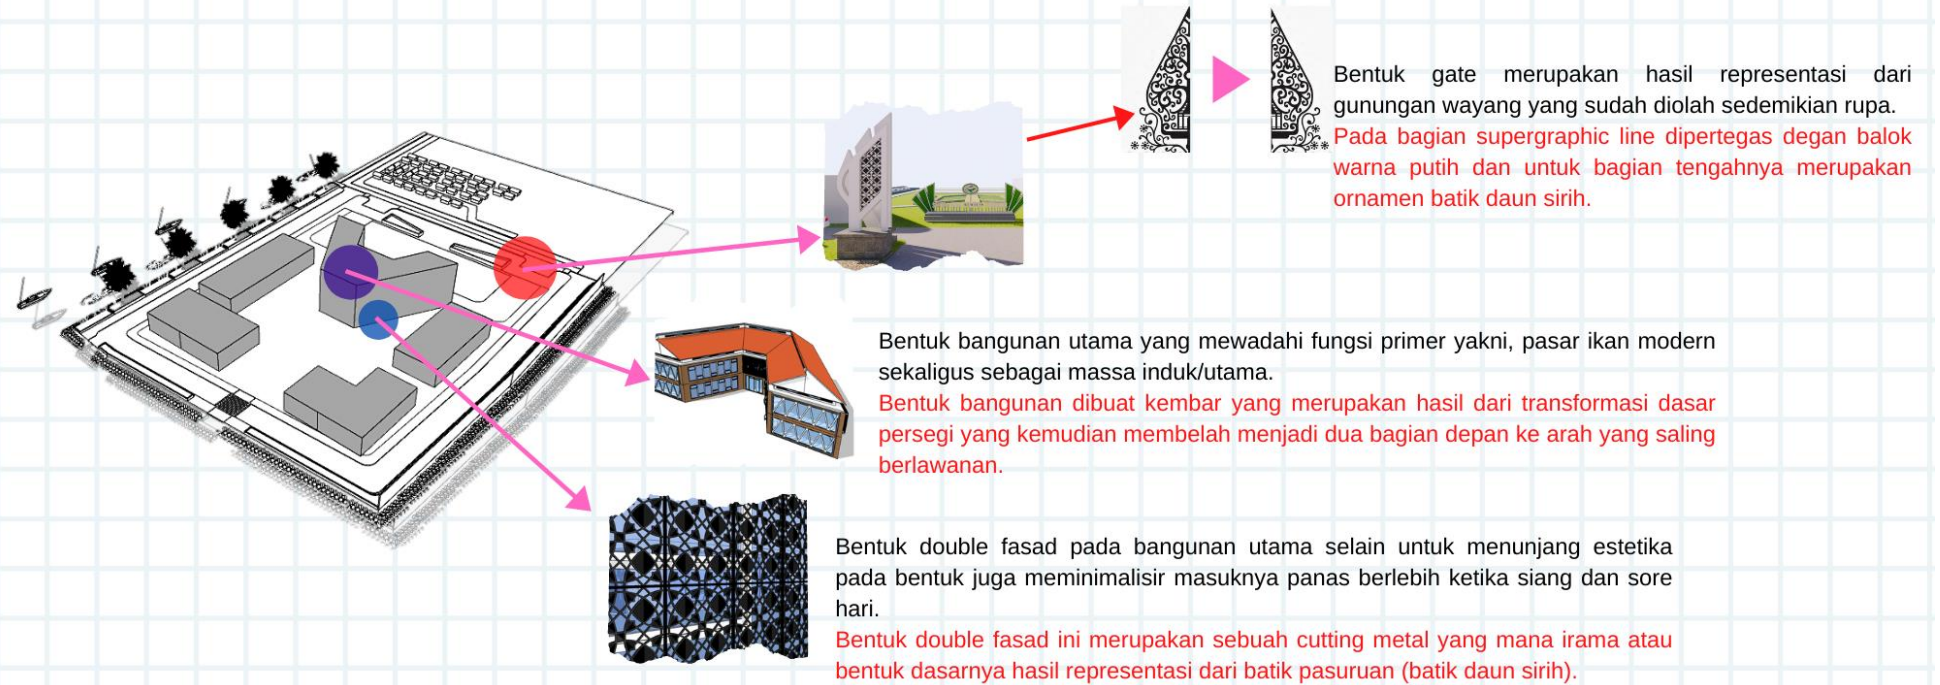 Bentuk gate merupakan hasil representasi dari
gunungan wayang yang sudah diolah sedemikian rupa.
Pada bagian supergraphic line dipertegas degan balok
warna putih dan untuk bagian tengahnya merupakan
ornamen batik daun sirih.
Bentuk bangunan utama yang mewadahi fungsi primer yakni, pasar ikan modern
sekaligus sebagai massa induk/utama.
Bentuk bangunan dibuat kembar yang merupakan hasil dari transformasi dasar
persegi yang kemudian membelah menjadi dua bagian depan ke arah yang saling
berlawanan.
Bentuk double fasad pada bangunan utama selain untuk menunjang estetika
pada bentuk juga meminimalisir masuknya panas berlebih ketika siang dan sore
hari.
Bentuk double fasad ini merupakan sebuah cutting metal yang mana irama atau
bentuk dasarnya hasil representasi dari batik pasuruan (batik daun sirih).